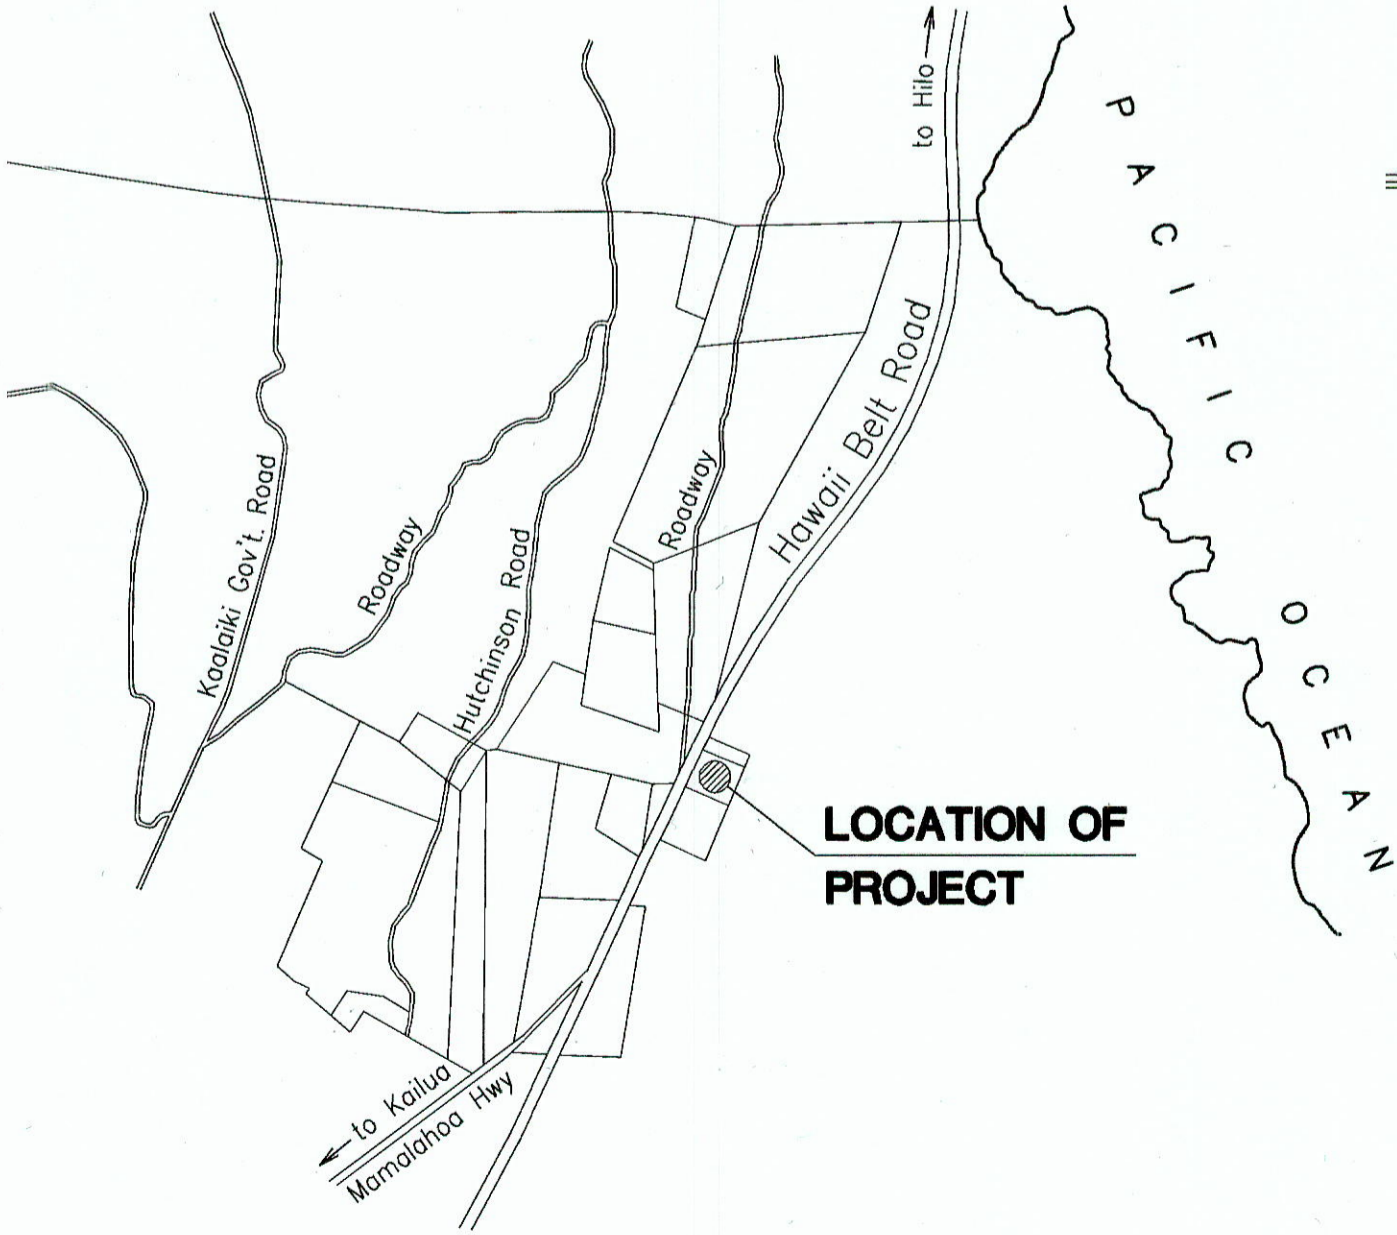 to Hilo
PACIFIC OCEAN
Hawaii Belt Road
Kaalaiki Gov't. Road
Roadway
Hutchinson Road
Roadway
LOCATION OF
PROJECT
to Kailua
Mamalahoa Hwy